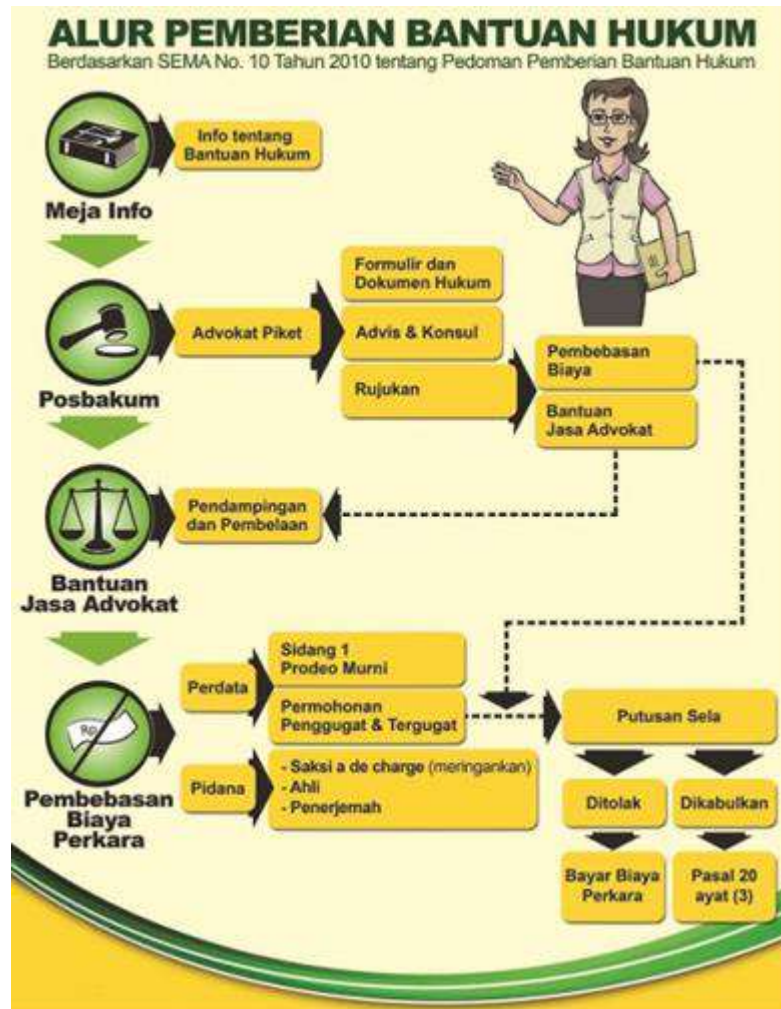 ALUR PEMBERIAN BANTUAN HUKUM
Berdasarkan SEMA No. 10 Tahun 2010 tentang Pedoman Pemberian Bantuan Hukum
Info tentang
Bantuan Hukum
Meja Info
Formulir dan
Dokumen Hukum
Advokat Piket
Advis & Konsul
Rujukan
Pembebasan
Biaya
Bantuan
Jasa Advokat
Posbakum
Pendampingan
dan Pembelaan
Bantuan
Jasa Advokat
Perdata
Sidang 1
Prodeo Murni
Permohonan
Penggugat & Tergugat
Putusan Sela
Rp
Pidana
- Saksi a de charge (meringankan)
- Ahli
- Penerjemah
Ditolak
Dikabulkan
Pembebasan
Biaya
Perkara
Bayar Biaya
Perkara
Pasal 20
ayat (3)